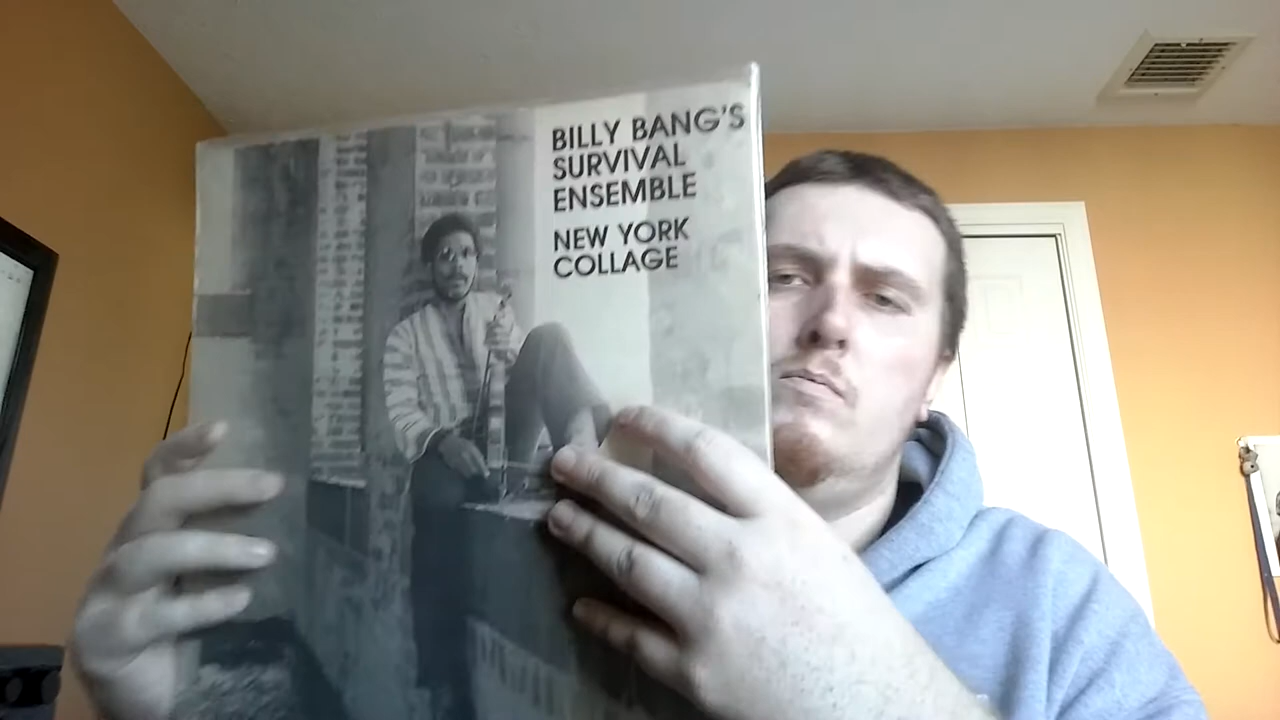 BILLY BANG'S
SURVIVAL
ENSEMBLE
NEW YORK
COLLAGE